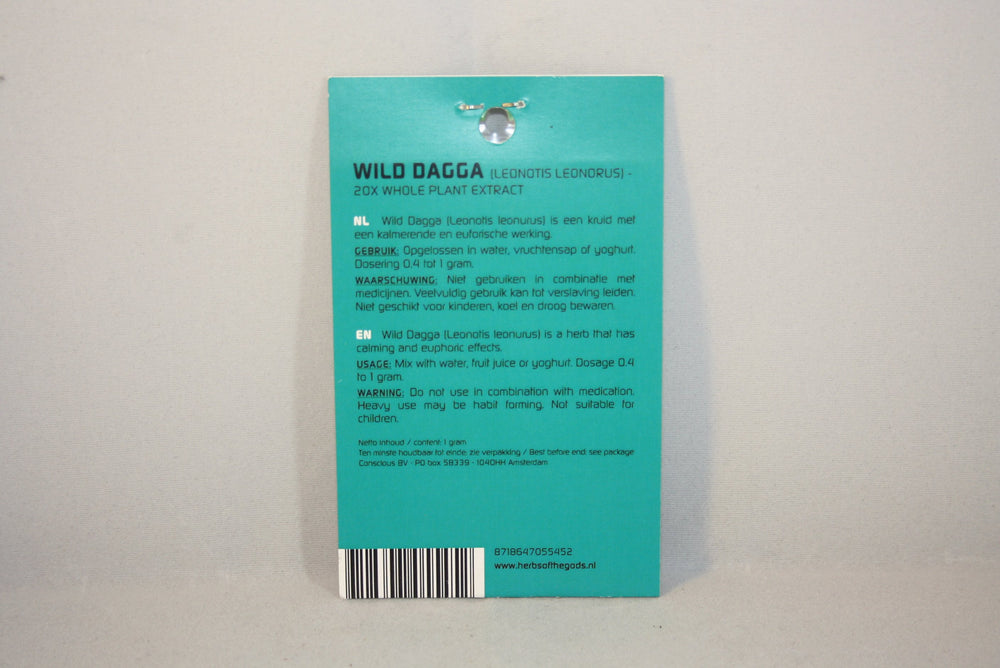 WILD DAGGA (LEONOTIS LEONORUS) -
20X WHOLE PLANT EXTRACT
NL Wild Dagga (Leonotis leonurus) is een kruid met
een kalmerende en euforische werking.
GEBRUIK: Opgelossen in water, vruchtensap of yoghurt.
Dosering 0.4 tot 1 gram.
WAARSCHUWING: Niet gebruiken in combinatie met
medicijnen. Veelvuldig gebruik kan tot verslaving leiden.
Niet geschikt voor kinderen, koel en droog bewaren.
EN Wild Dagga (Leonotis leonurus) is a herb that has
calming and euphoric effects.
USAGE: Mix with water, fruit juice or yoghurt. Dosage 0.4
to 1 gram.
WARNING: Do not use in combination with medication.
Heavy use may be habit forming. Not suitable for
children.
Netto inhoud / content: 1 gram
Ten minste houdbaar tot einde: zie verpakking / Best before end: see package
Conscious BV - PO box 58339 - 1040HH Amsterdam
8718647055452
www.herbsofthegods.nl